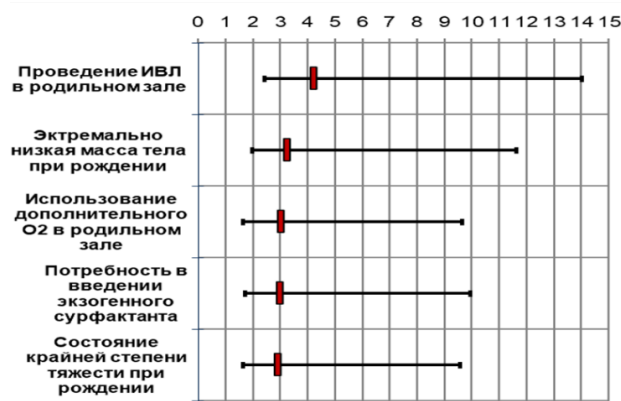 0 1 2 3 4 5 6 7 8 9 10 11 12 13 14 15
Проведение ИВЛ
в родильном зале
Эктремально
низкая масса тела
при рождении
Использование
дополнительного
О2 в родильном
зале
Потребность в
введении
экзогенного
сурфактанта
Состояние
крайней степени
тяжести при
рождении